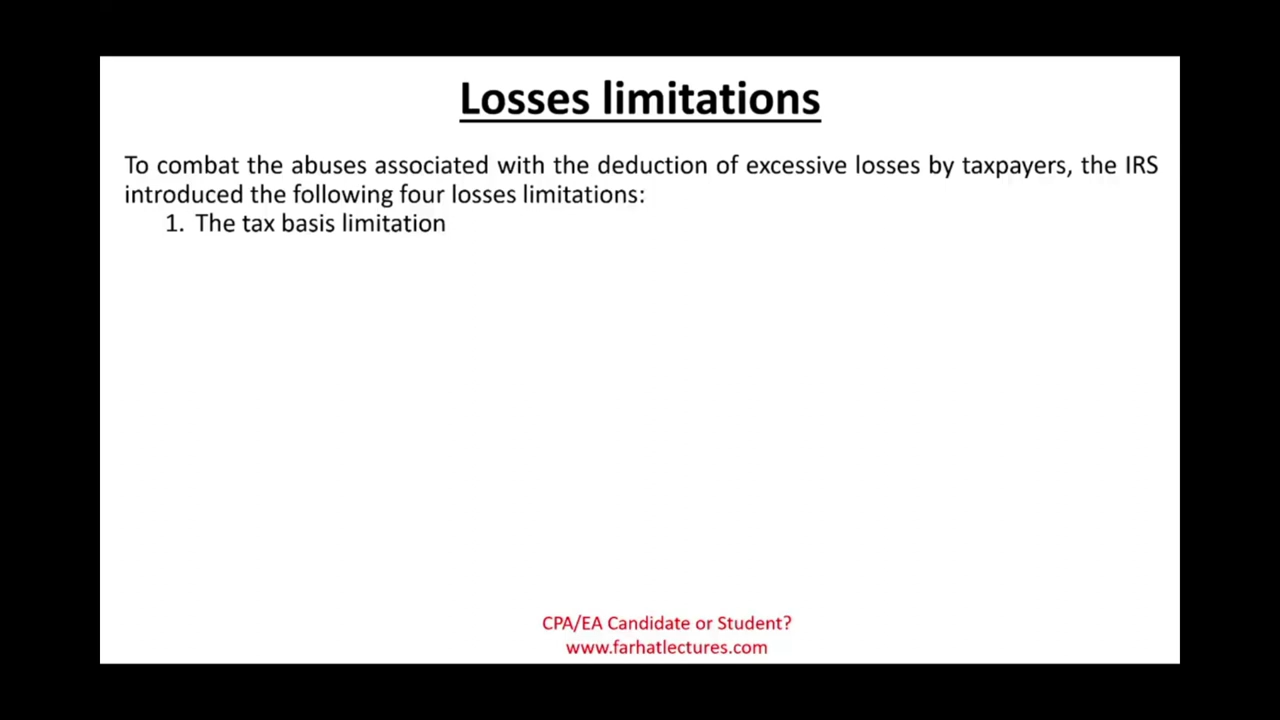 Losses limitations
To combat the abuses associated with the deduction of excessive losses by taxpayers, the IRS
introduced the following four losses limitations:
1. The tax basis limitation
CPA/EA Candidate or Student?
www.farhatlectures.com